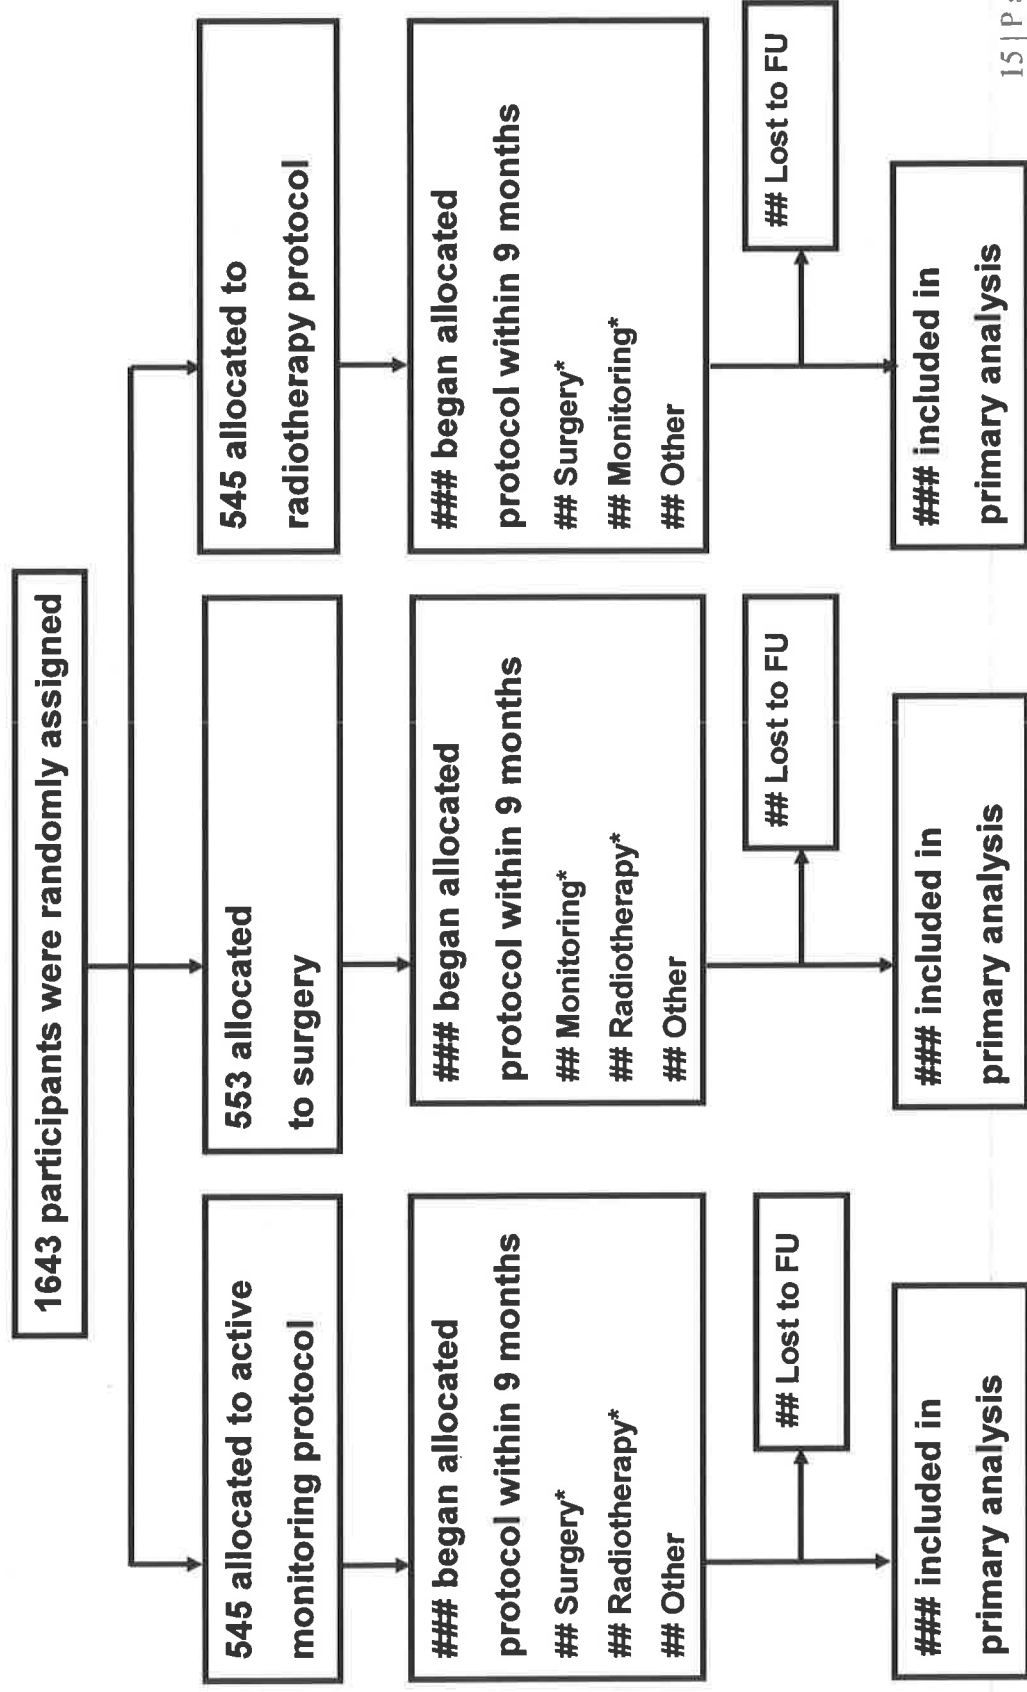 1643 participants were randomly assigned
545 allocated to active
monitoring protocol
553 allocated
to surgery
545 allocated to
radiotherapy protocol
### began allocated
protocol within 9 months
## Surgery*
## Radiotherapy*
## Other
### began allocated
protocol within 9 months
## Monitoring*
## Radiotherapy*
## Other
### began allocated
protocol within 9 months
## Surgery*
## Monitoring*
## Other
## Lost to FU
## Lost to FU
## Lost to FU
### included in
primary analysis
### included in
primary analysis
### included in
primary analysis
15 | P